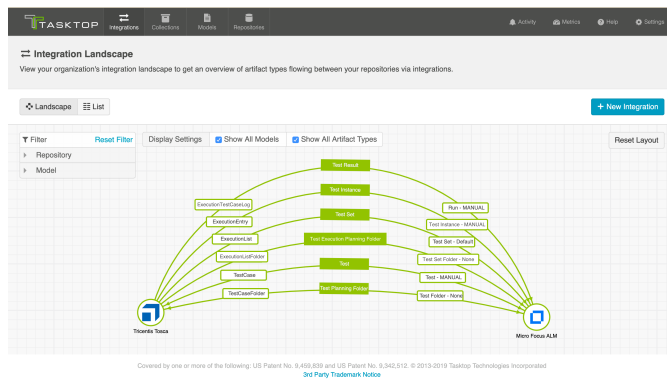 TASKTOP
Integrations
Collections
Models
Repositories
Activity
Metrics
Help
Settings
Integration Landscape
View your organization's integration landscape to get an overview of artifact types flowing between your repositories via integrations.
Landscape
List
+ New Integration
Filter
Reset Filter
Display Settings
Show All Models
Show All Artifact Types
Reset Layout
Repository
Model
Test Result
Test Instance
ExecutionTestCaseLog
Run - MANUAL
Test Set
ExecutionEntry
Test Instance - MANUAL
Test Execution Planning Folder
ExecutionList
Test Set - Default
ExecutionListFolder
Test Set Folder - None
Test
TestCase
Test - MANUAL
Test Planning Folder
TestCaseFolder
Test Folder - None
Tricentis Tosca
Micro Focus ALM
Covered by one or more of the following: US Patent No. 9,459,839 and US Patent No. 9,342,512. © 2013-2019 Tasktop Technologies Incorporated
3rd Party Trademark Notice